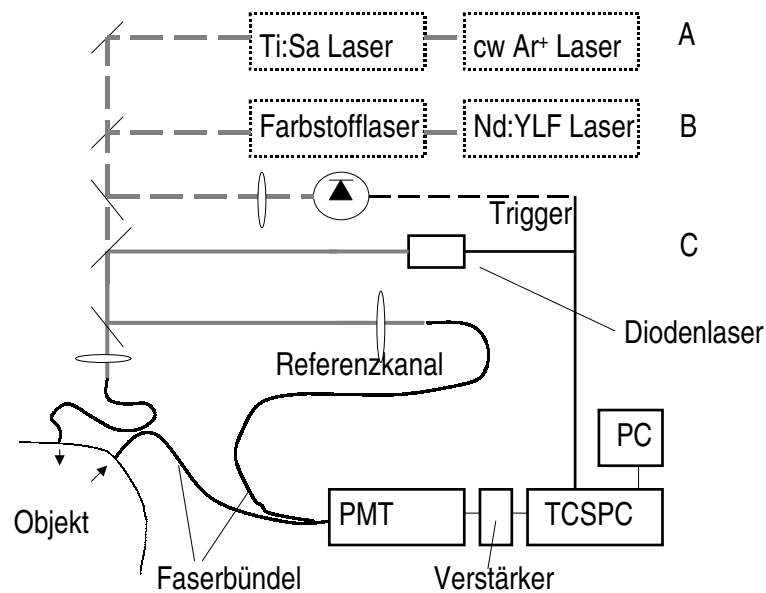 Ti:Sa Laser
cw Ar⁺ Laser
A
Farbstofflaser
Nd:YLF Laser
B
Trigger
C
Diodenlaser
Referenzkanal
PC
PMT
TCSPC
Objekt
Faserbündel
Verstärker